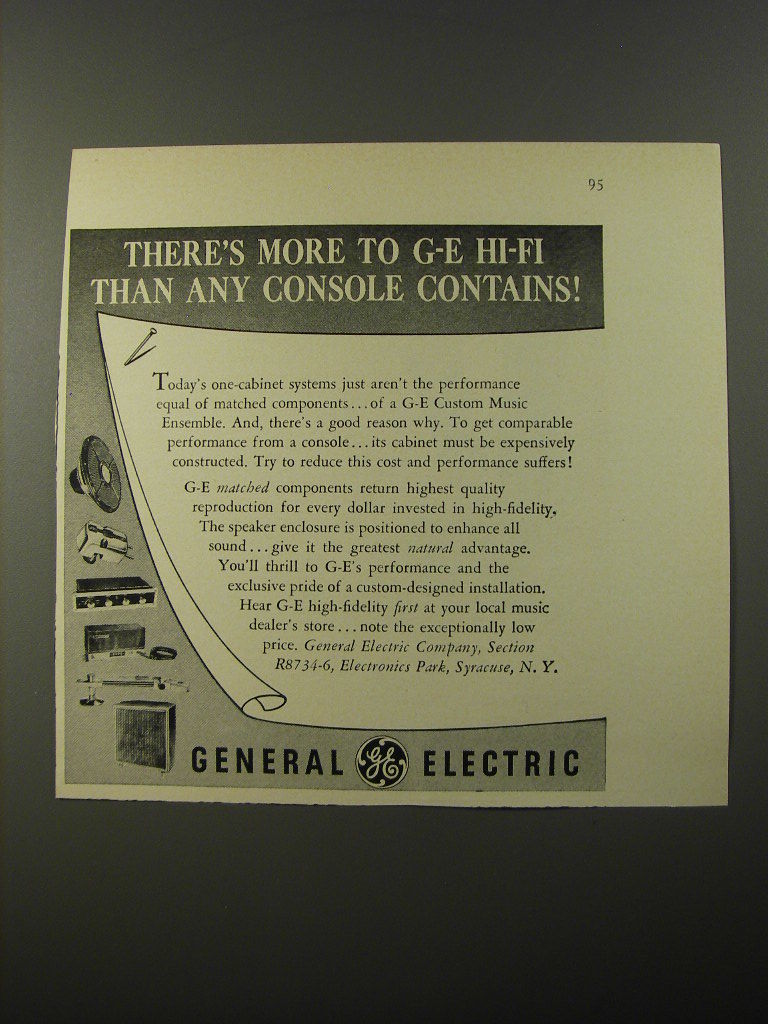 95
THERE'S MORE TO G-E HI-FI
THAN ANY CONSOLE CONTAINS!
Today's one-cabinet systems just aren't the performance
equal of matched components...of a G-E Custom Music
Ensemble. And, there's a good reason why. To get comparable
performance from a console...its cabinet must be expensively
constructed. Try to reduce this cost and performance suffers!
G-E matched components return highest quality
reproduction for every dollar invested in high-fidelity.
The speaker enclosure is positioned to enhance all
sound...give it the greatest natural advantage.
You'll thrill to G-E's performance and the
exclusive pride of a custom-designed installation.
Hear G-E high-fidelity first at your local music
dealer's store...note the exceptionally low
price. General Electric Company, Section
R8734-6, Electronics Park, Syracuse, N. Y.
GENERAL GE ELECTRIC